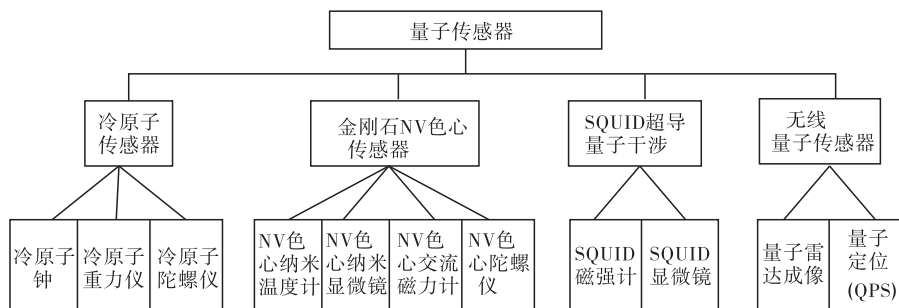 量子传感器
冷原子
传感器
金刚石NV色心
传感器
SQUID超导
量子干涉
无线
量子传感器
冷原子
钟
冷原子
重力仪
冷原子
陀螺仪
NV色
心纳米
温度计
NV色
心纳米
显微镜
NV色
心交流
磁力计
NV色
心陀螺
仪
SQUID
磁强计
SQUID
显微镜
量子雷
达成像
量子
定位
(QPS)